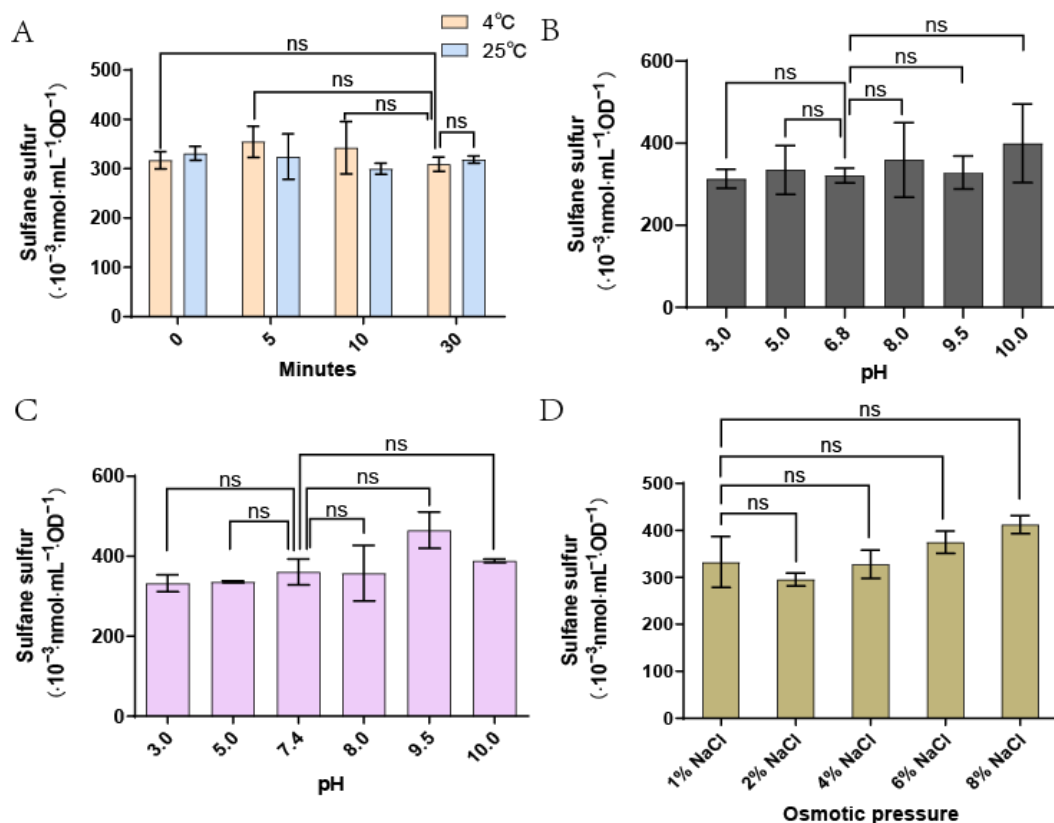 A
4℃
25℃
ns
ns
ns
ns
Sulfane sulfur
(·10⁻³·nmol·mL⁻¹·OD⁻¹)
500
400
300
200
100
0
0 5 10 30
Minutes
B
ns
ns
ns
ns
ns
Sulfane sulfur
(·10⁻³·nmol·mL⁻¹·OD⁻¹)
600
400
200
0
3.0 5.0 6.8 8.0 9.5 10.0
pH
C
ns
ns
ns
ns
ns
Sulfane sulfur
(·10⁻³·nmol·mL⁻¹·OD⁻¹)
600
400
200
0
3.0 5.0 7.4 8.0 9.5 10.0
pH
D
ns
ns
ns
ns
Sulfane sulfur
(·10⁻³·nmol·mL⁻¹·OD⁻¹)
500
400
300
200
100
0
1% NaCl 2% NaCl 4% NaCl 6% NaCl 8% NaCl
Osmotic pressure